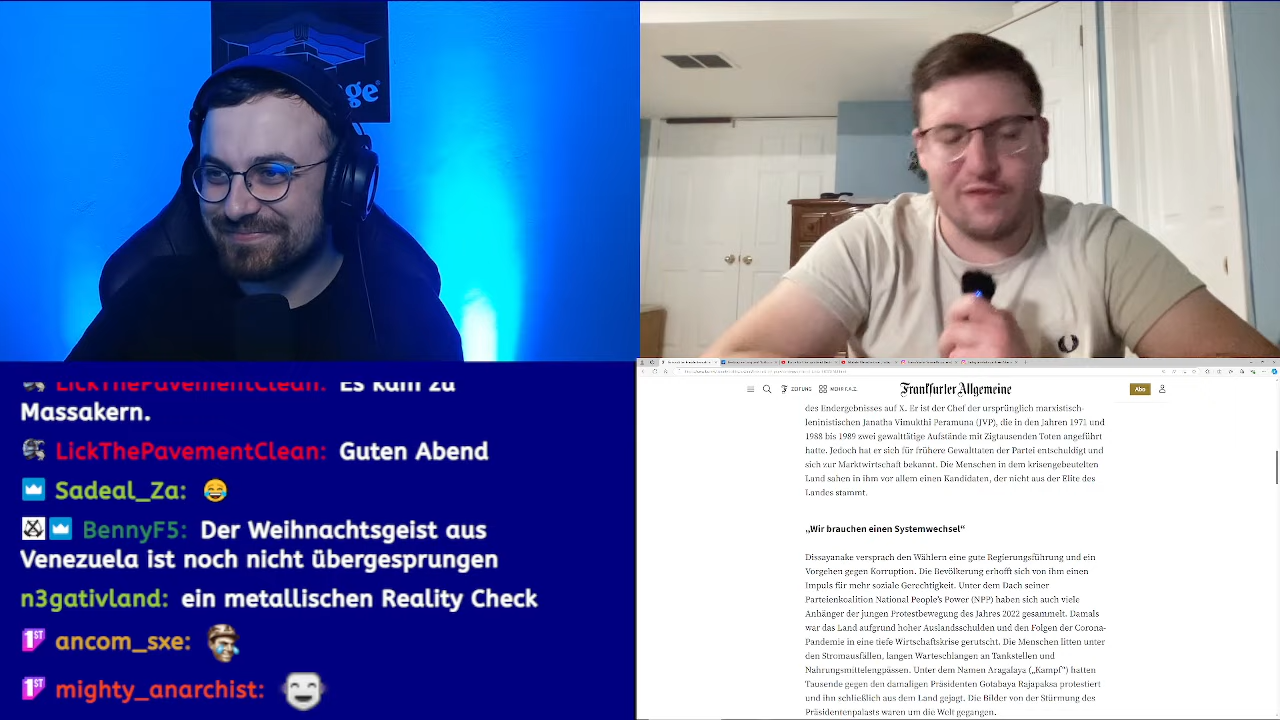 ge®
LickThePavementClean: Es kam zu
Massakern.
LickThePavementClean: Guten Abend
Sadeal_Za:
BennyF5: Der Weihnachtsgeist aus
Venezuela ist noch nicht übergesprungen
n3gativland: ein metallischen Reality Check
1ST ancom_sxe:
1ST mighty_anarchist:
ZEITUNG MEHR F.A.Z. Frankfurter Allgemeine Abo
des Endergebnisses auf X. Er ist der Chef der ursprünglich marxistisch-
leninistischen Janatha Vimukthi Peramuna (JVP), die in den Jahren 1971 und
1988 bis 1989 zwei gewalttätige Aufstände mit Zigtausenden Toten angeführt
hatte. Jedoch hat er sich für frühere Gewalttaten der Partei entschuldigt und
sich zur Marktwirtschaft bekannt. Die Menschen in dem krisengebeutelten
Land sahen in ihm vor allem einen Kandidaten, der nicht aus der Elite des
Landes stammt.
„Wir brauchen einen Systemwechsel“
Dissayanake versprach den Wählern eine gute Regierungsführung und ein
Vorgehen gegen Korruption. Die Bevölkerung erhofft sich von ihm einen
Impuls für mehr soziale Gerechtigkeit. Unter dem Dach seiner
Parteienkoalition National People’s Power (NPP) haben sich auch viele
Anhänger der jungen Protestbewegung des Jahres 2022 gesammelt. Damals
war das Land aufgrund hoher Auslandsschulden und den Folgen der Corona-
Pandemie in eine tiefe Wirtschaftskrise gerutscht. Die Menschen litten unter
den Stromausfällen, langen Warteschlangen an Tankstellen und
Nahrungsmittelengpässen. Unter dem Namen Aragalaya („Kampf“) hatten
Tausende gegen den damaligen Präsidenten Gotabaya Rajapaksa protestiert
und ihn schließlich aus dem Land gejagt. Die Bilder von der Stürmung des
Präsidentenpalasts waren um die Welt gegangen.